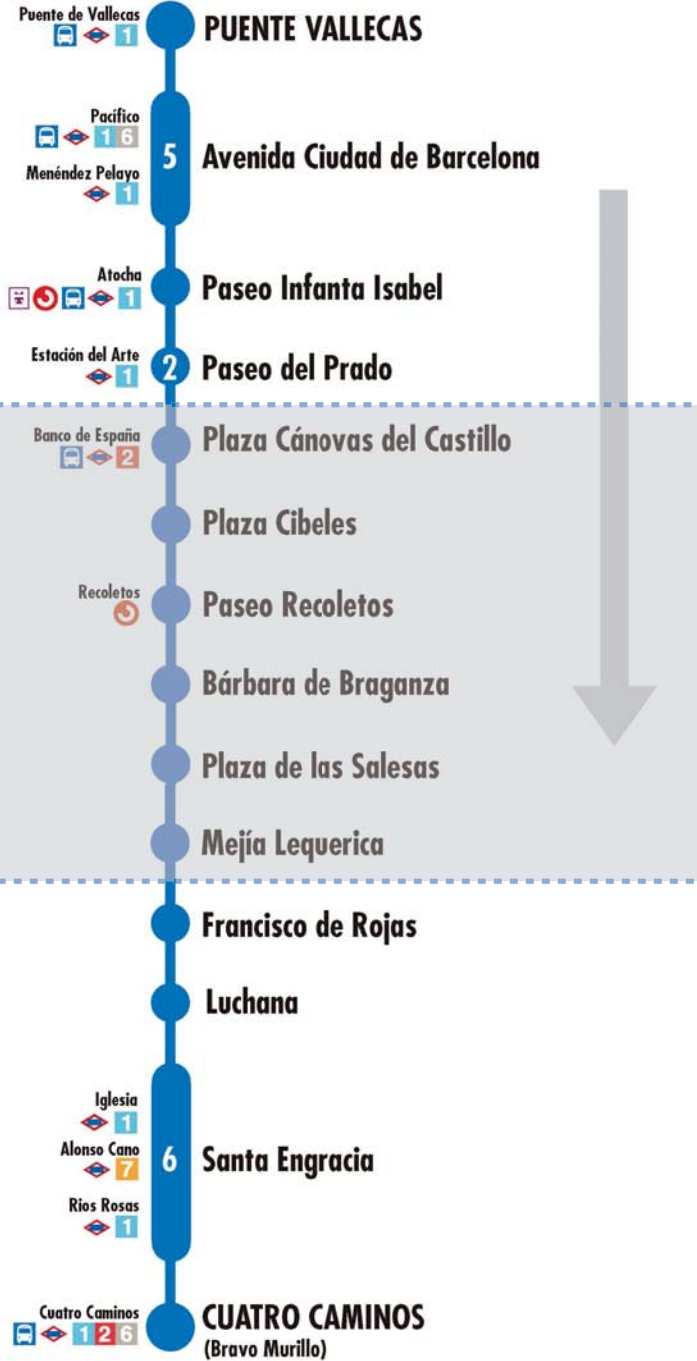 Puente de Vallecas
1
PUENTE VALLECAS
Pacífico
1 6
Menéndez Pelayo
1
5
Avenida Ciudad de Barcelona
Atocha
1
Paseo Infanta Isabel
Estación del Arte
1
2
Paseo del Prado
Banco de España
2
Plaza Cánovas del Castillo
Plaza Cibeles
Recoletos
Paseo Recoletos
Bárbara de Braganza
Plaza de las Salesas
Mejía Lequerica
Francisco de Rojas
Luchana
Iglesia
1
Alonso Cano
7
Ríos Rosas
1
6
Santa Engracia
Cuatro Caminos
1 2 6
CUATRO CAMINOS
(Bravo Murillo)